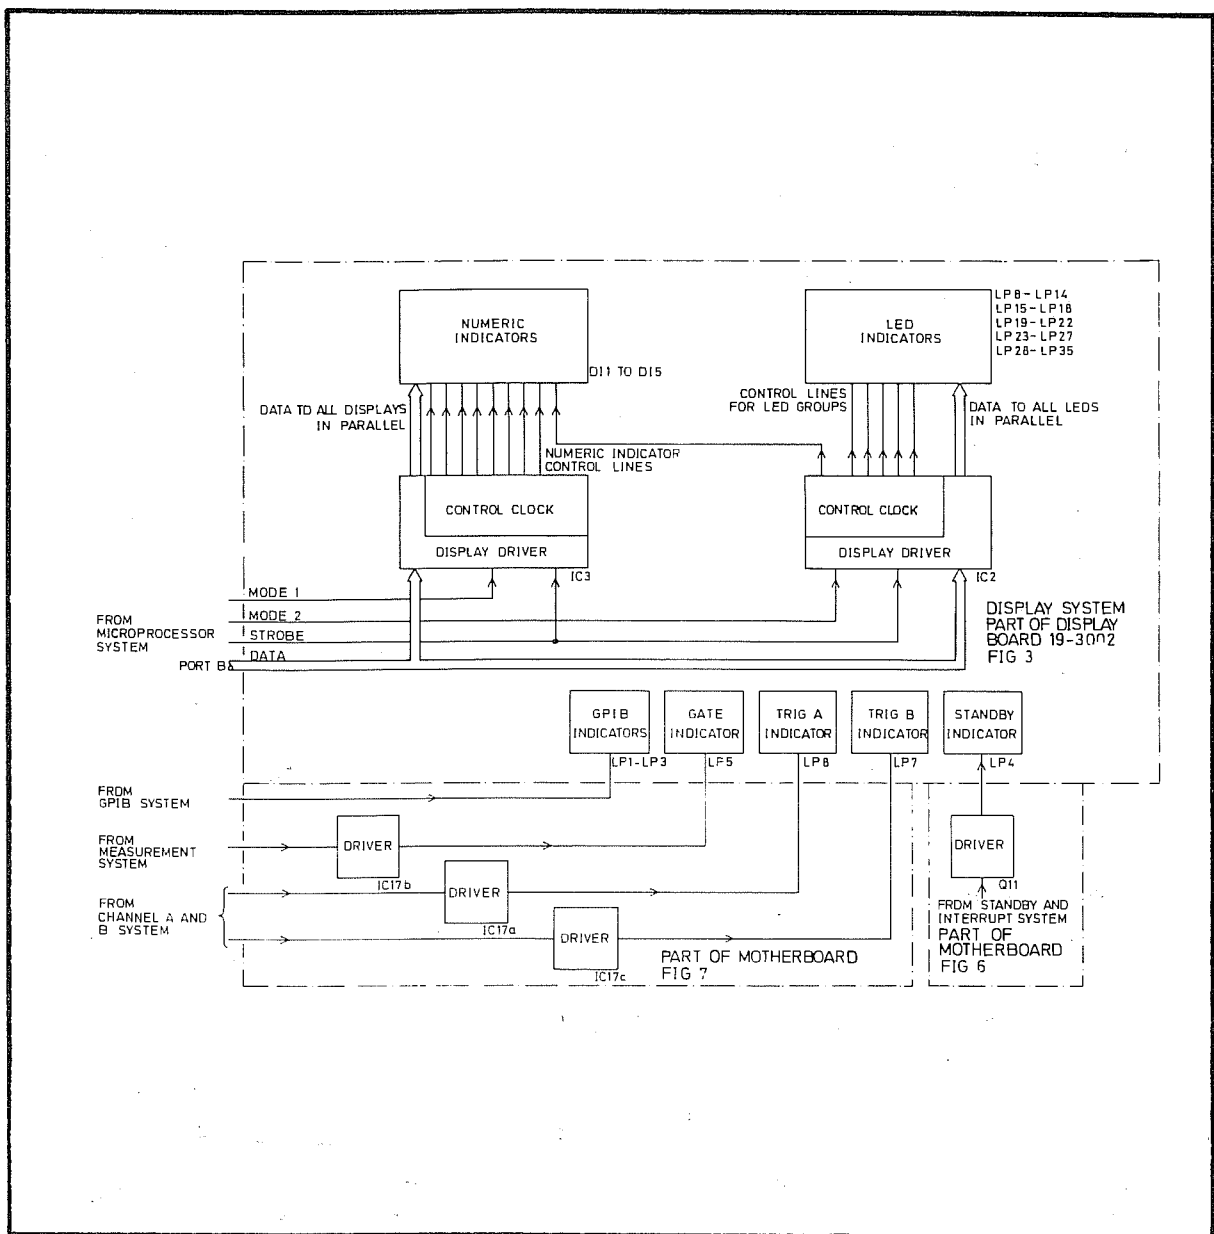 NUMERIC
INDICATORS
DI1 TO DI5
LED
INDICATORS
LP8-LP14
LP15-LP18
LP19-LP22
LP23-LP27
LP28-LP35
DATA TO ALL DISPLAYS
IN PARALLEL
CONTROL LINES
FOR LED GROUPS
DATA TO ALL LEDS
IN PARALLEL
NUMERIC INDICATOR
CONTROL LINES
CONTROL CLOCK
DISPLAY DRIVER
IC3
CONTROL CLOCK
DISPLAY DRIVER
IC2
MODE 1
MODE 2
STROBE
DATA
FROM
MICROPROCESSOR
SYSTEM
PORT B
DISPLAY SYSTEM
PART OF DISPLAY
BOARD 19-3002
FIG 3
GPIB
INDICATORS
LP1-LP3
GATE
INDICATOR
LP5
TRIG A
INDICATOR
LP8
TRIG B
INDICATOR
LP7
STANDBY
INDICATOR
LP4
FROM
GPIB SYSTEM
FROM
MEASUREMENT
SYSTEM
DRIVER
IC17b
FROM
CHANNEL A AND
B SYSTEM
DRIVER
IC17a
DRIVER
IC17c
PART OF MOTHERBOARD
FIG 7
DRIVER
Q11
FROM STANDBY AND
INTERRUPT SYSTEM
PART OF
MOTHERBOARD
FIG 6